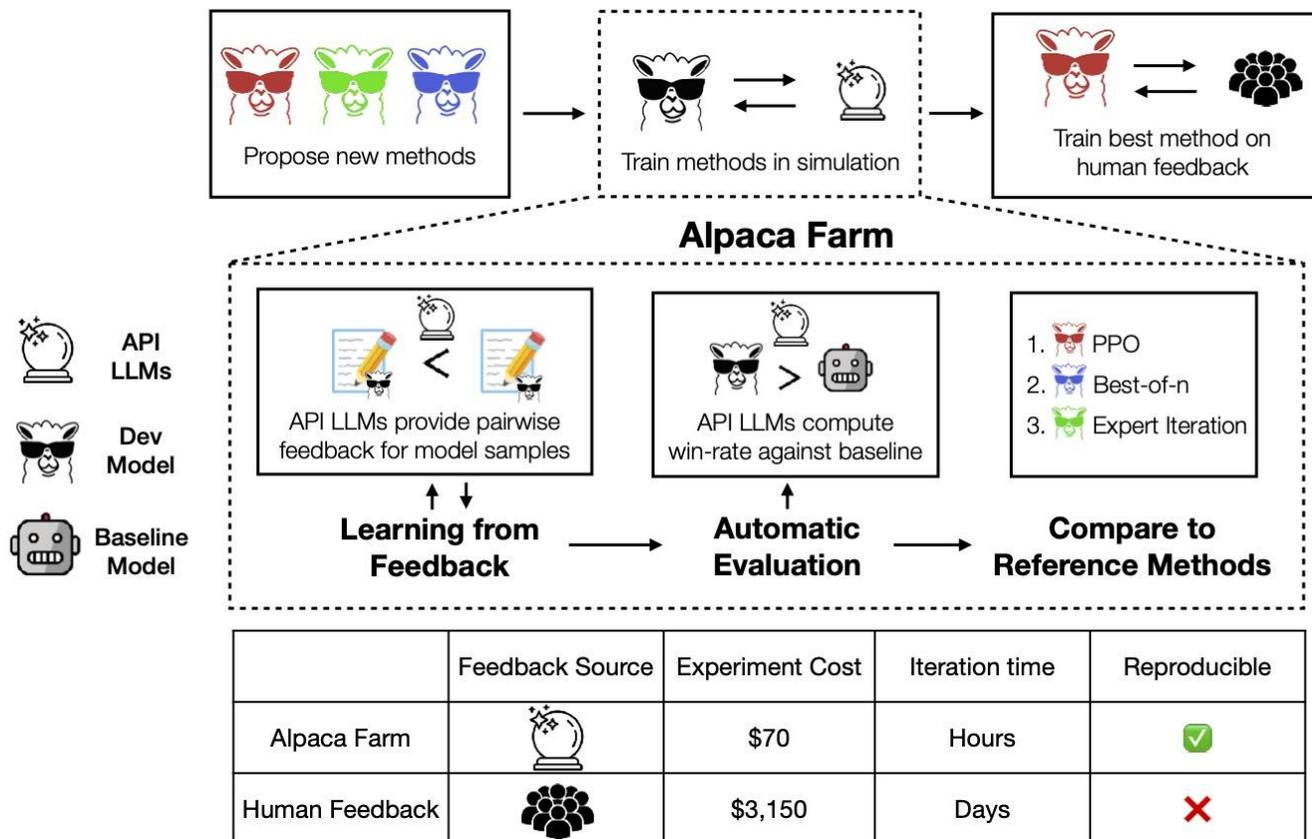 Propose new methods
Train methods in simulation
Train best method on
human feedback
Alpaca Farm
API
LLMs
Dev
Model
Baseline
Model
<
API LLMs provide pairwise
feedback for model samples
>
API LLMs compute
win-rate against baseline
1. PPO
2. Best-of-n
3. Expert Iteration
Learning from
Feedback
Automatic
Evaluation
Compare to
Reference Methods
Feedback Source Experiment Cost Iteration time Reproducible
Alpaca Farm $70 Hours
Human Feedback $3,150 Days